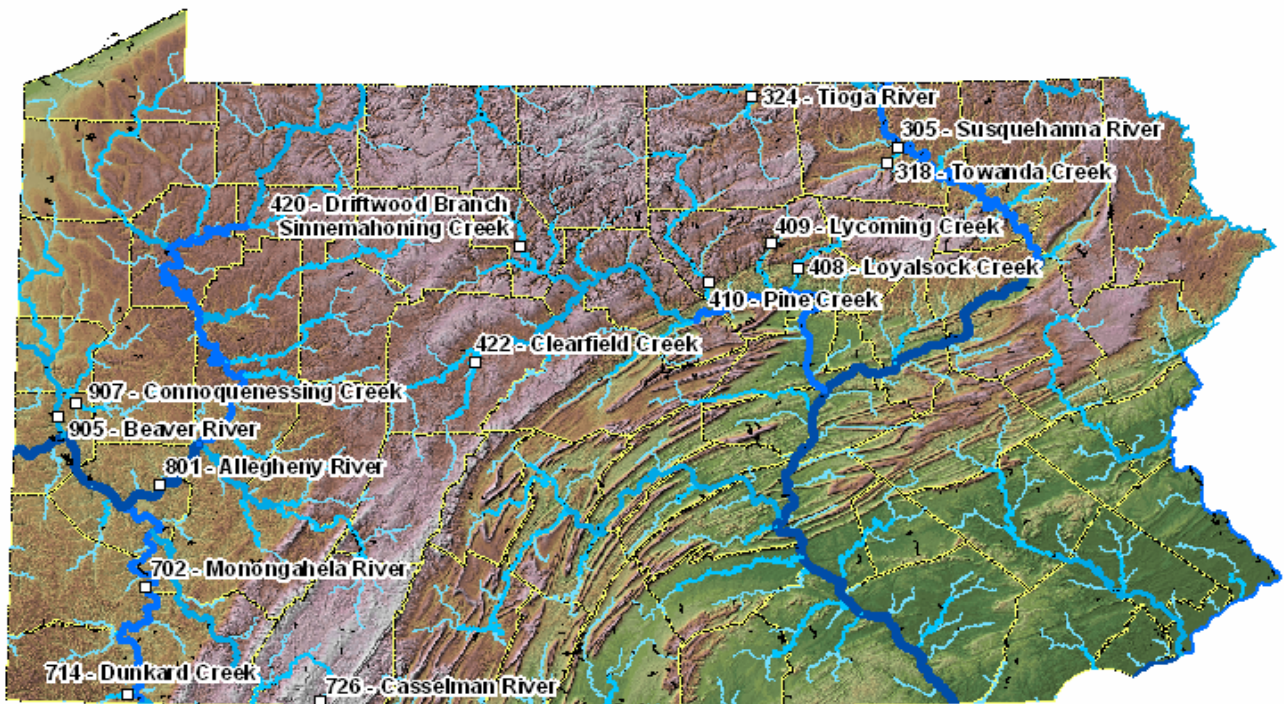 324 - Tioga River
305 - Susquehanna River
318 - Towanda Creek
420 - Driftwood Branch
Sinnemahoning Creek
409 - Lycoming Creek
408 - Loyalsock Creek
410 - Pine Creek
422 - Clearfield Creek
907 - Connoquenessing Creek
905 - Beaver River
801 - Allegheny River
702 - Monongahela River
714 - Dunkard Creek
726 - Casselman River